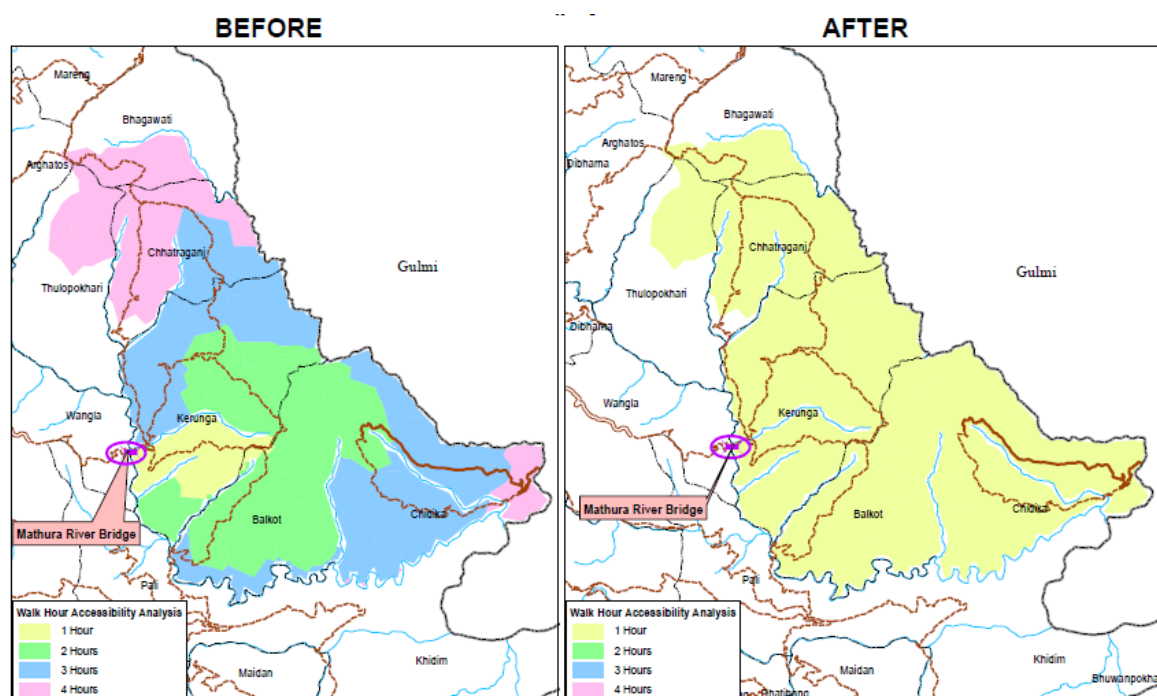 BEFORE
AFTER
Mareng
Bhagawati
Arghatos
Chhatraganj
Gulmi
Thulopokhari
Wangla
Kerunga
Mathura River Bridge
Balkot
Chidika
Pali
Walk Hour Accessibility Analysis
1 Hour
2 Hours
3 Hours
4 Hours
Maidan
Khidim
Mareng
Bhagawati
Arghatos
Dibharna
Chhatraganj
Gulmi
Thulopokhari
Dibharna
Wangla
Kerunga
Mathura River Bridge
Balkot
Chidika
Pali
Walk Hour Accessibility Analysis
1 Hour
2 Hours
3 Hours
4 Hours
Maidan
Khidim
Bhuwanpokha